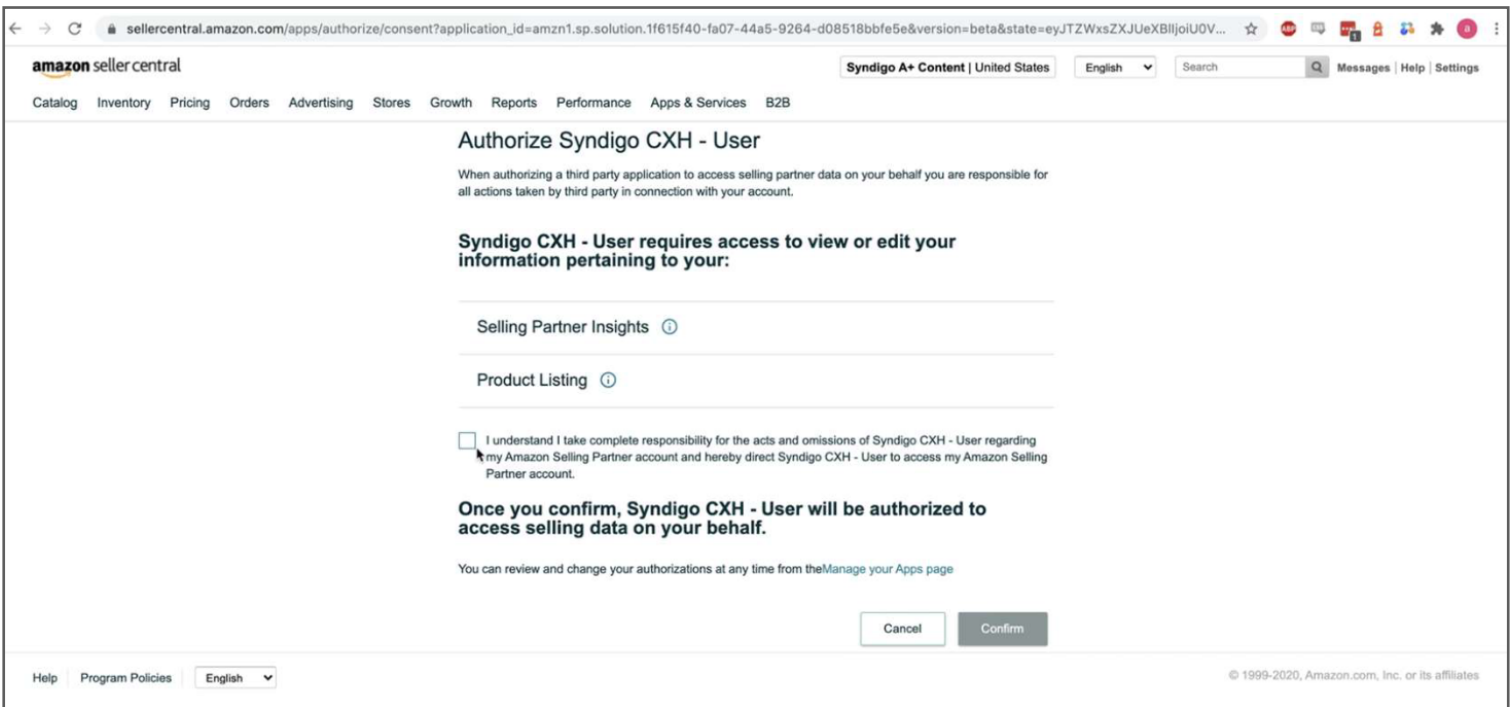 sellercentral.amazon.com/apps/authorize/consent?application_id=amzn1.sp.solution.1f615f40-fa07-44a5-9264-d08518bbfe5e&version=beta&state=eyJTZWxsZXJUeXBlIjoiU0V...
ABP
1
a
amazon seller central
Syndigo A+ Content | United States
English
Search
Messages | Help | Settings
Catalog Inventory Pricing Orders Advertising Stores Growth Reports Performance Apps & Services B2B
Authorize Syndigo CXH - User
When authorizing a third party application to access selling partner data on your behalf you are responsible for
all actions taken by third party in connection with your account.
Syndigo CXH - User requires access to view or edit your
information pertaining to your:
Selling Partner Insights
Product Listing
I understand I take complete responsibility for the acts and omissions of Syndigo CXH - User regarding
my Amazon Selling Partner account and hereby direct Syndigo CXH - User to access my Amazon Selling
Partner account.
Once you confirm, Syndigo CXH - User will be authorized to
access selling data on your behalf.
You can review and change your authorizations at any time from theManage your Apps page
Cancel
Confirm
Help
Program Policies
English
© 1999-2020, Amazon.com, Inc. or its affiliates